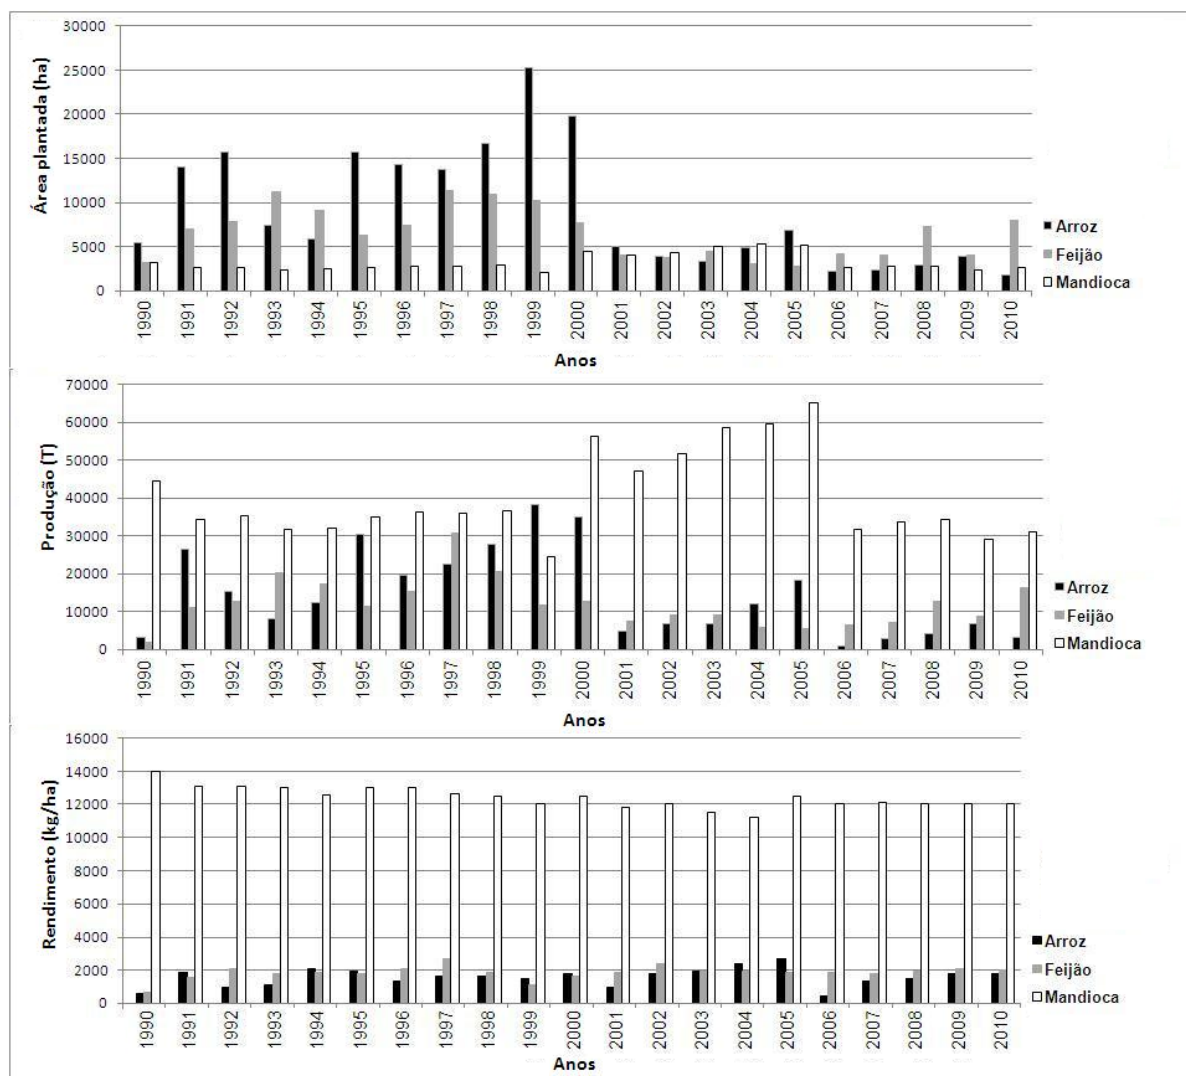 Área plantada (ha)
30000
25000
20000
15000
10000
5000
0
1990 1991 1992 1993 1994 1995 1996 1997 1998 1999 2000 2001 2002 2003 2004 2005 2006 2007 2008 2009 2010
Anos
Arroz
Feijão
Mandioca
Produção (T)
70000
60000
50000
40000
30000
20000
10000
0
1990 1991 1992 1993 1994 1995 1996 1997 1998 1999 2000 2001 2002 2003 2004 2005 2006 2007 2008 2009 2010
Anos
Arroz
Feijão
Mandioca
Rendimento (kg/ha)
16000
14000
12000
10000
8000
6000
4000
2000
0
1990 1991 1992 1993 1994 1995 1996 1997 1998 1999 2000 2001 2002 2003 2004 2005 2006 2007 2008 2009 2010
Anos
Arroz
Feijão
Mandioca